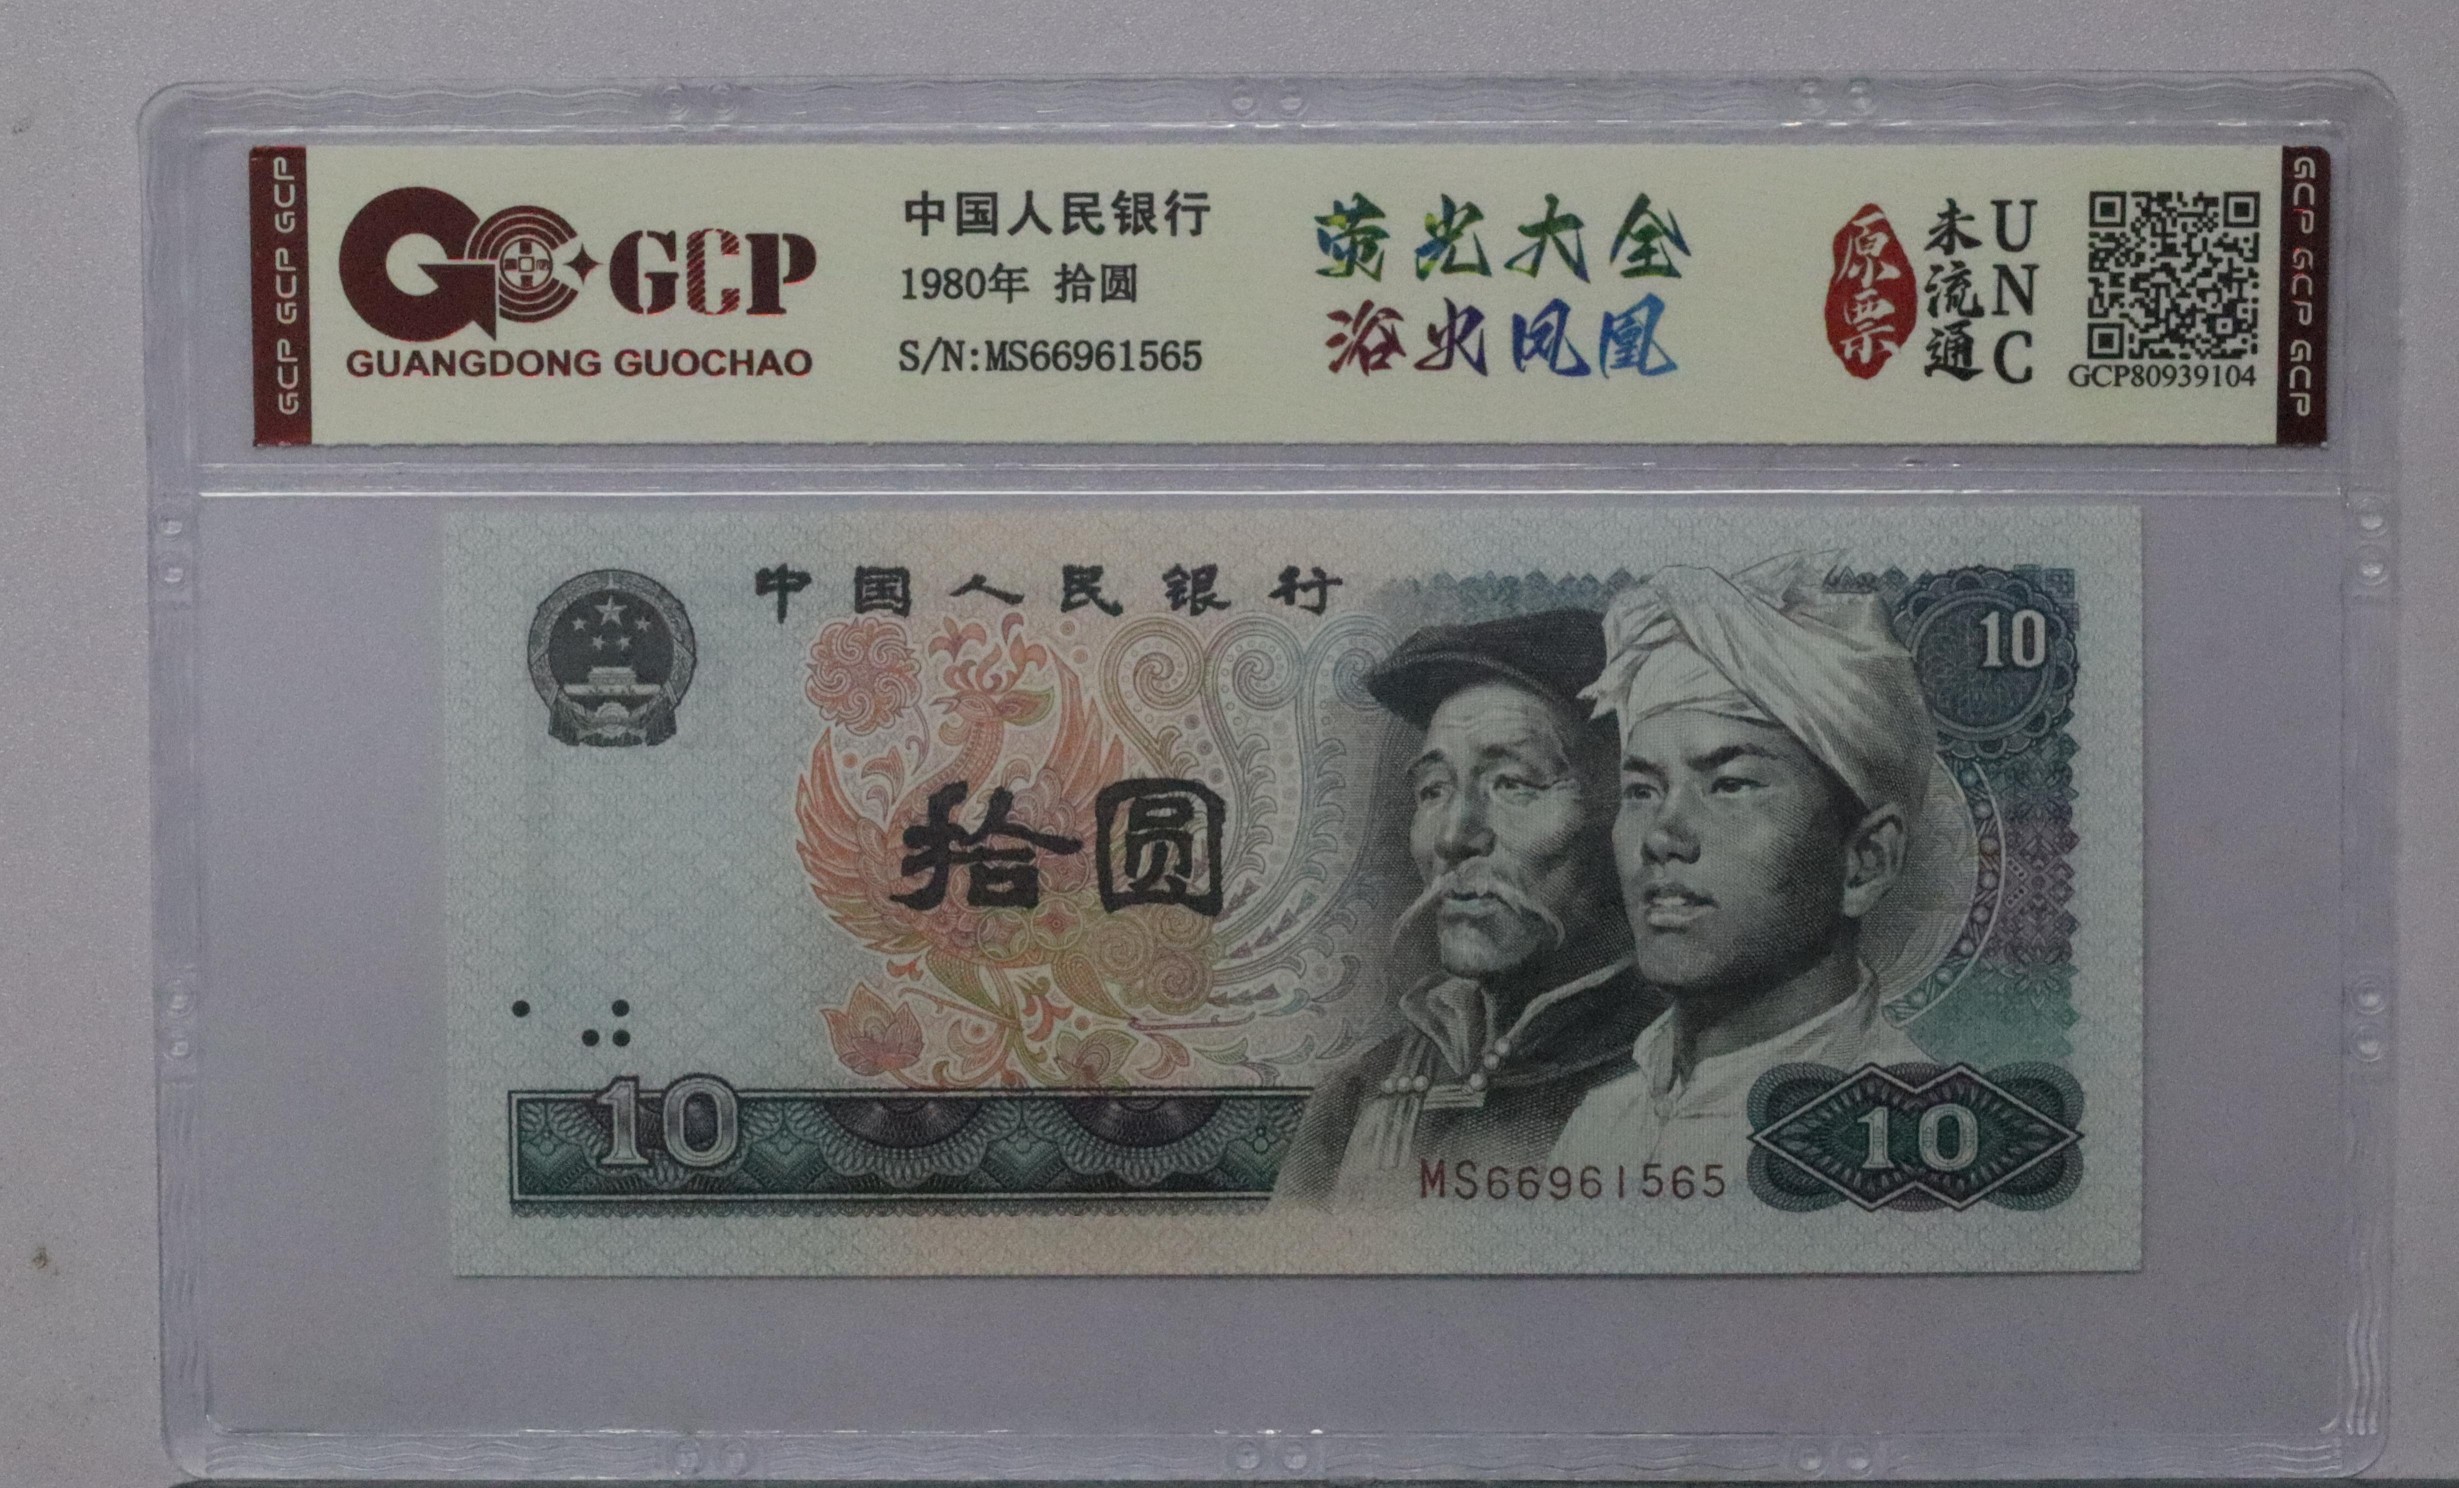 GCP GCP GCP
GCP
GUANGDONG GUOCHAO
中国人民银行
1980年 拾圆
S/N:MS66961565
荧光大全
浴火凤凰
原票
未流通
UNC
GCP80939104
GCP GCP GCP
中国人民银行
10
拾圆
10
MS66961565
10